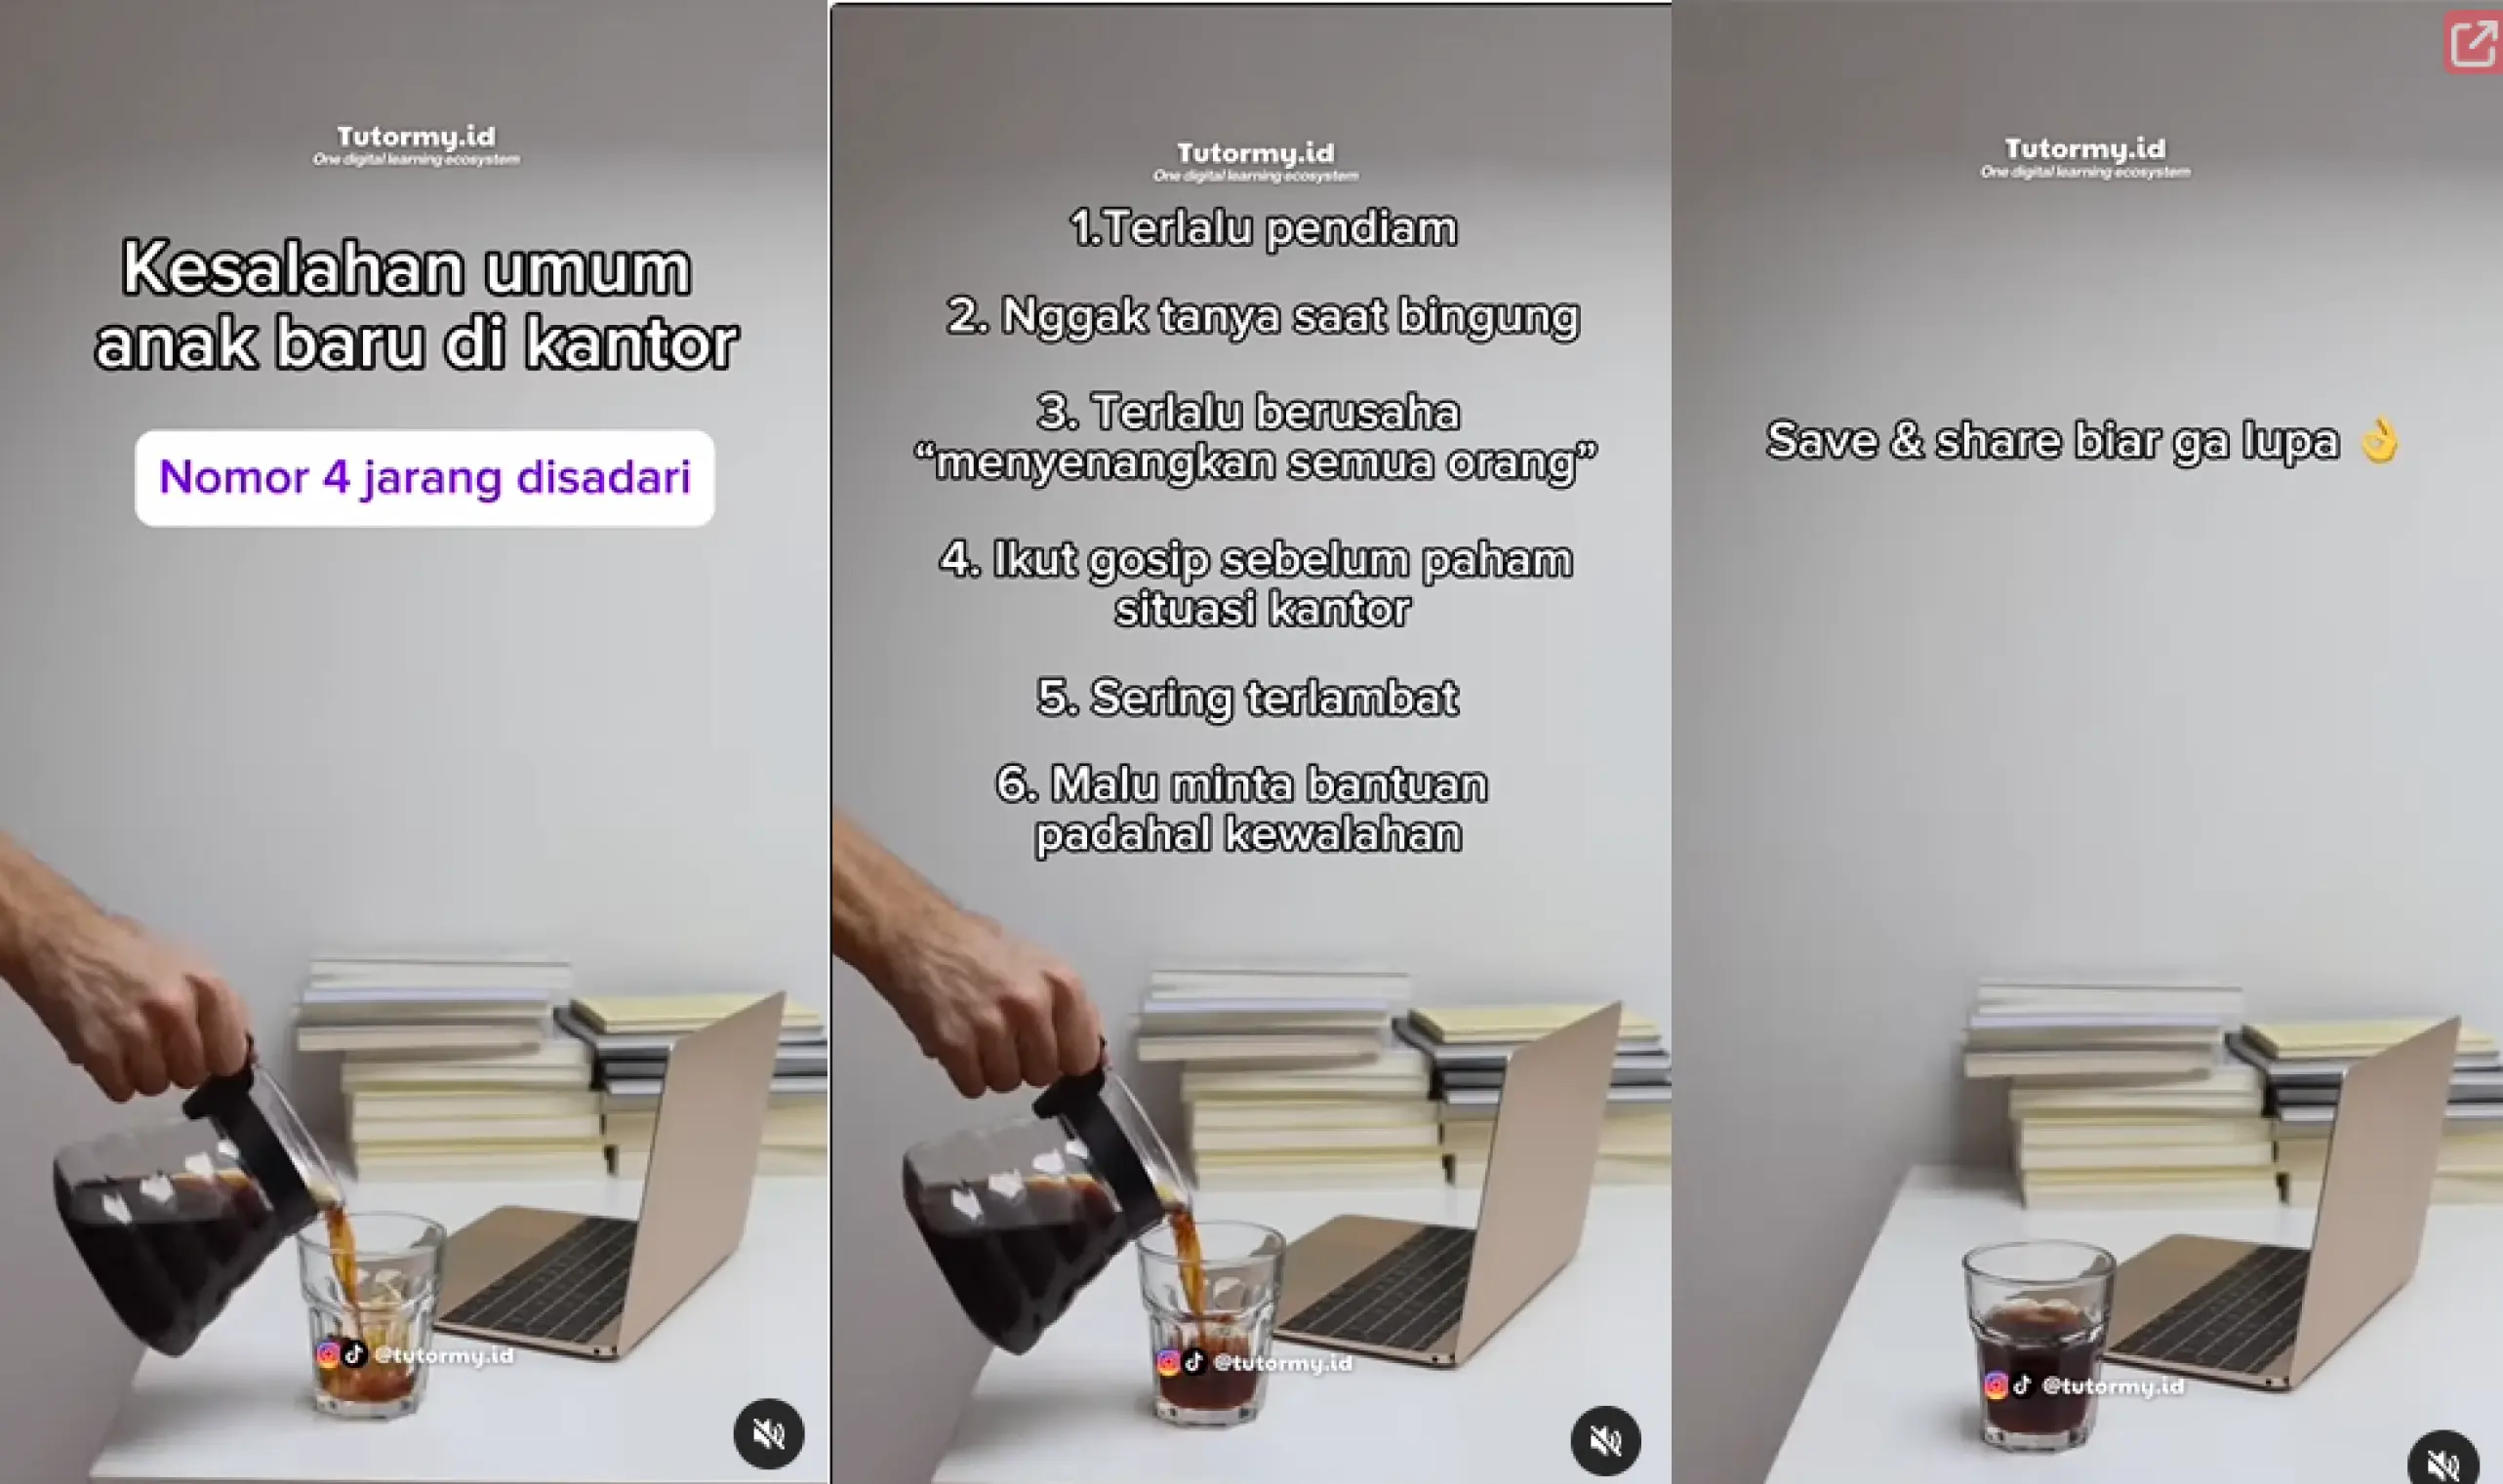 Tutormy.id
One digital learning ecosystem
Kesalahan umum
anak baru di kantor
Nomor 4 jarang disadari
@tutormy.id
Tutormy.id
One digital learning ecosystem
1.Terlalu pendiam
2. Nggak tanya saat bingung
3. Terlalu berusaha
“menyenangkan semua orang”
4. Ikut gosip sebelum paham
situasi kantor
5. Sering terlambat
6. Malu minta bantuan
padahal kewalahan
@tutormy.id
Tutormy.id
One digital learning ecosystem
Save & share biar ga lupa 👌
@tutormy.id